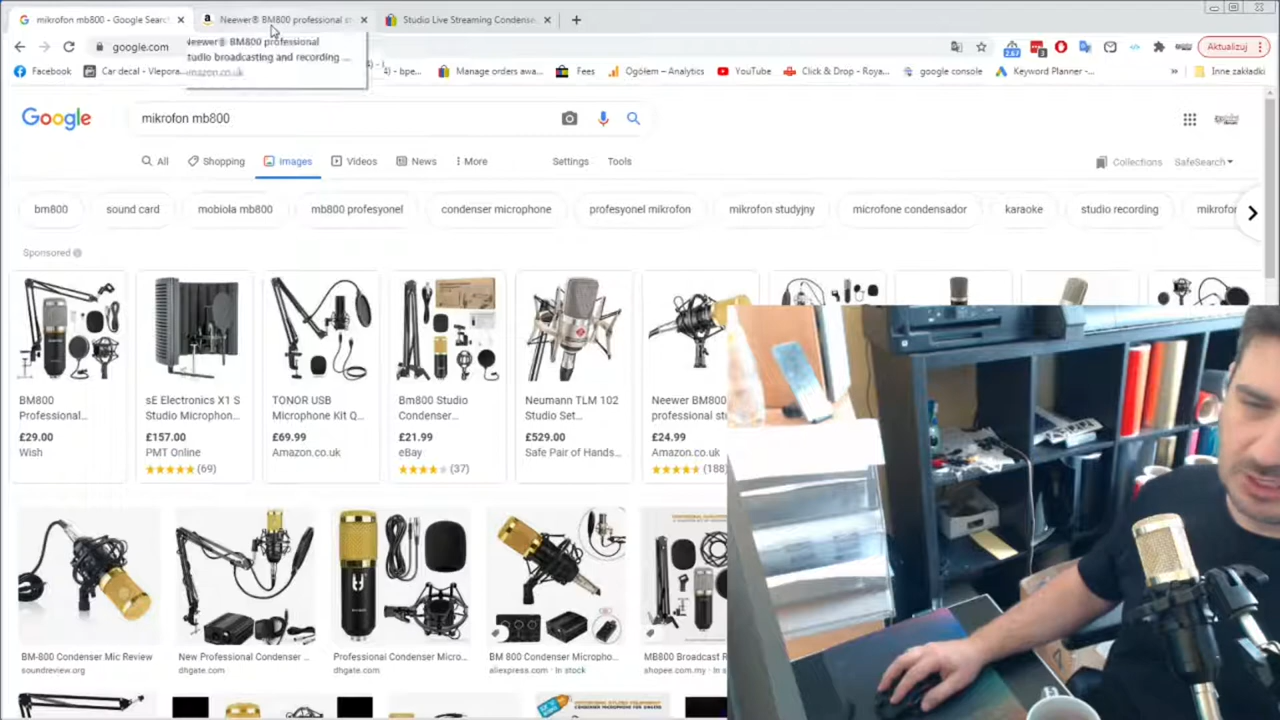 mikrofon mb800 - Google Sear
Neewer® BM800 professional st
Studio Live Streaming Condense
google.com
BM800 professional
tudio broadcasting and recording ...
Aktualizuj
Facebook
Car decal - Vlepora...
Manage orders awa...
Fees
Ogółem – Analytics
YouTube
Click & Drop - Roya...
google console
Keyword Planner -...
Inne zakładki
Google
mikrofon mb800
All
Shopping
Images
Videos
News
More
Settings
Tools
Collections
SafeSearch
bm800
sound card
mobiola mb800
mb800 profesyonel
condenser microphone
profesyonel mikrofon
mikrofon studyjny
microfone condensador
karaoke
studio recording
Sponsored
BM800
Professional...
£29.00
Wish
sE Electronics X1 S
Studio Microphon...
£157.00
PMT Online
(69)
TONOR USB
Microphone Kit Q...
£69.99
Amazon.co.uk
Bm800 Studio
Condenser...
£21.99
eBay
(37)
Neumann TLM 102
Studio Set...
£529.00
Safe Pair of Hands...
Neewer BM800
professional st
£24.99
Amazon.co.uk
(188)
BM-800 Condenser Mic Review
soundreview.org
New Professional Condenser ...
dhgate.com
Professional Condenser Micro...
dhgate.com
BM 800 Condenser Micropho...
aliexpress.com · In stock
MB800 Broadcast R
shopee.com.my · In s